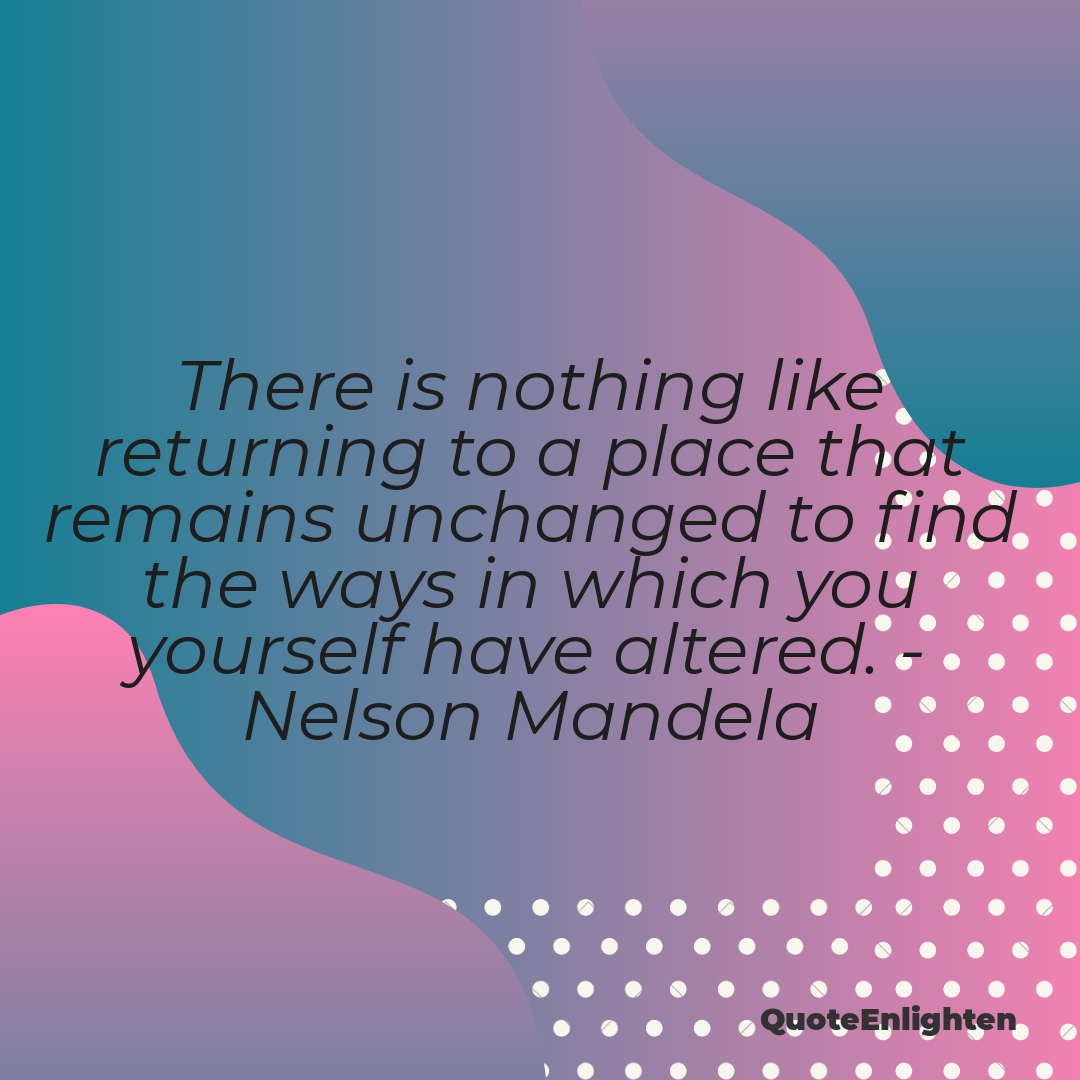 There is nothing like
returning to a place that
remains unchanged to find
the ways in which you
yourself have altered. -
Nelson Mandela
QuoteEnlighten